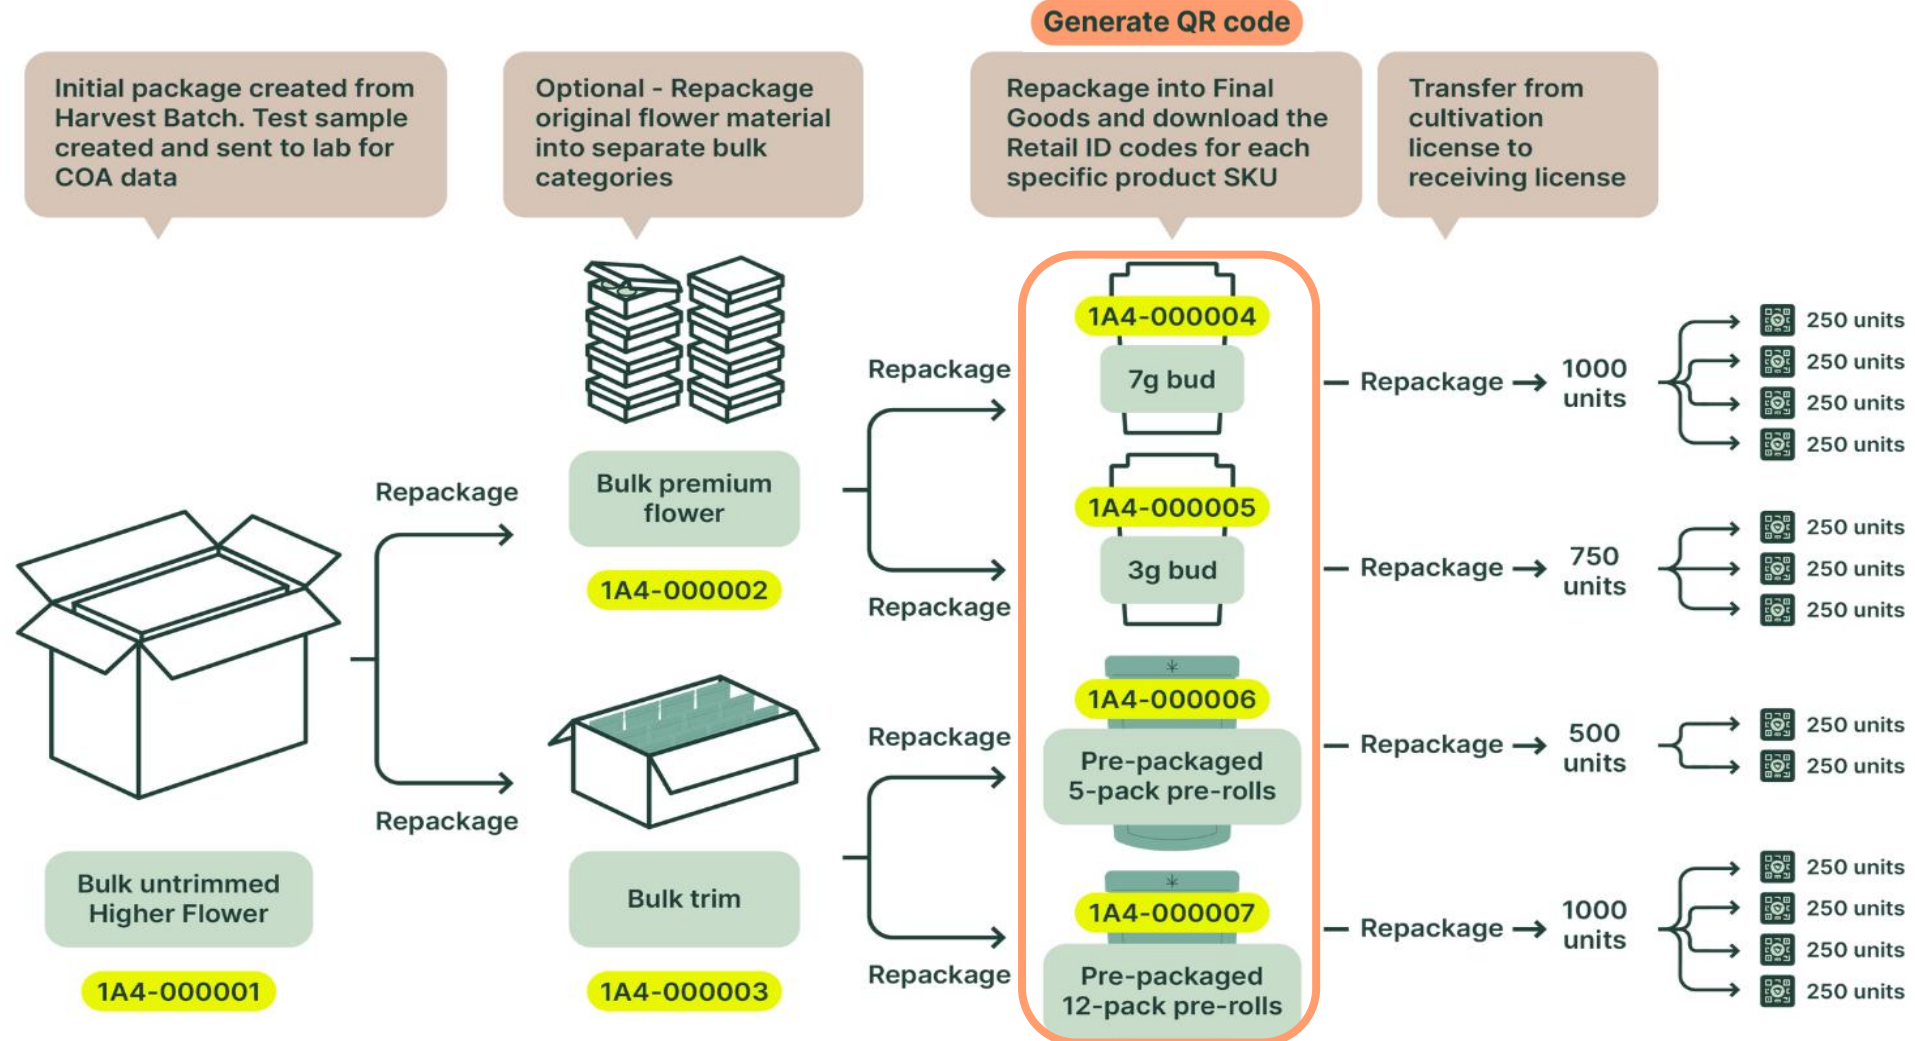 Generate QR code
Initial package created from
Harvest Batch. Test sample
created and sent to lab for
COA data
Optional - Repackage
original flower material
into separate bulk
categories
Repackage into Final
Goods and download the
Retail ID codes for each
specific product SKU
Transfer from
cultivation
license to
receiving license
Bulk untrimmed
Higher Flower
1A4-000001
Repackage
Repackage
Bulk premium
flower
1A4-000002
Bulk trim
1A4-000003
Repackage
Repackage
Repackage
Repackage
1A4-000004
7g bud
1A4-000005
3g bud
1A4-000006
Pre-packaged
5-pack pre-rolls
1A4-000007
Pre-packaged
12-pack pre-rolls
Repackage
1000
units
250 units
250 units
250 units
250 units
Repackage
750
units
250 units
250 units
250 units
Repackage
500
units
250 units
250 units
Repackage
1000
units
250 units
250 units
250 units
250 units